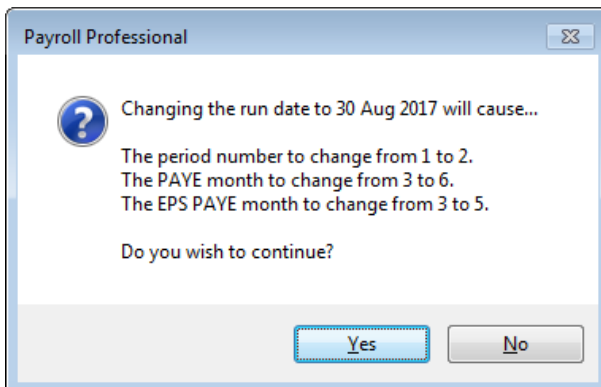 Payroll Professional
Changing the run date to 30 Aug 2017 will cause...
The period number to change from 1 to 2.
The PAYE month to change from 3 to 6.
The EPS PAYE month to change from 3 to 5.
Do you wish to continue?
Yes
No